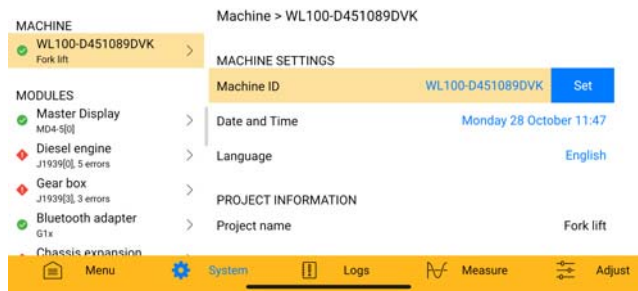 MACHINE
WL100-D451089DVK
Fork lift
MODULES
Master Display
MD4-5[0]
Diesel engine
J1939[0], 5 errors
Gear box
J1939[3], 3 errors
Bluetooth adapter
G1x
Chassis expansion
Machine > WL100-D451089DVK
MACHINE SETTINGS
Machine ID WL100-D451089DVK Set
Date and Time Monday 28 October 11:47
Language English
PROJECT INFORMATION
Project name Fork lift
Menu System Logs Measure Adjust